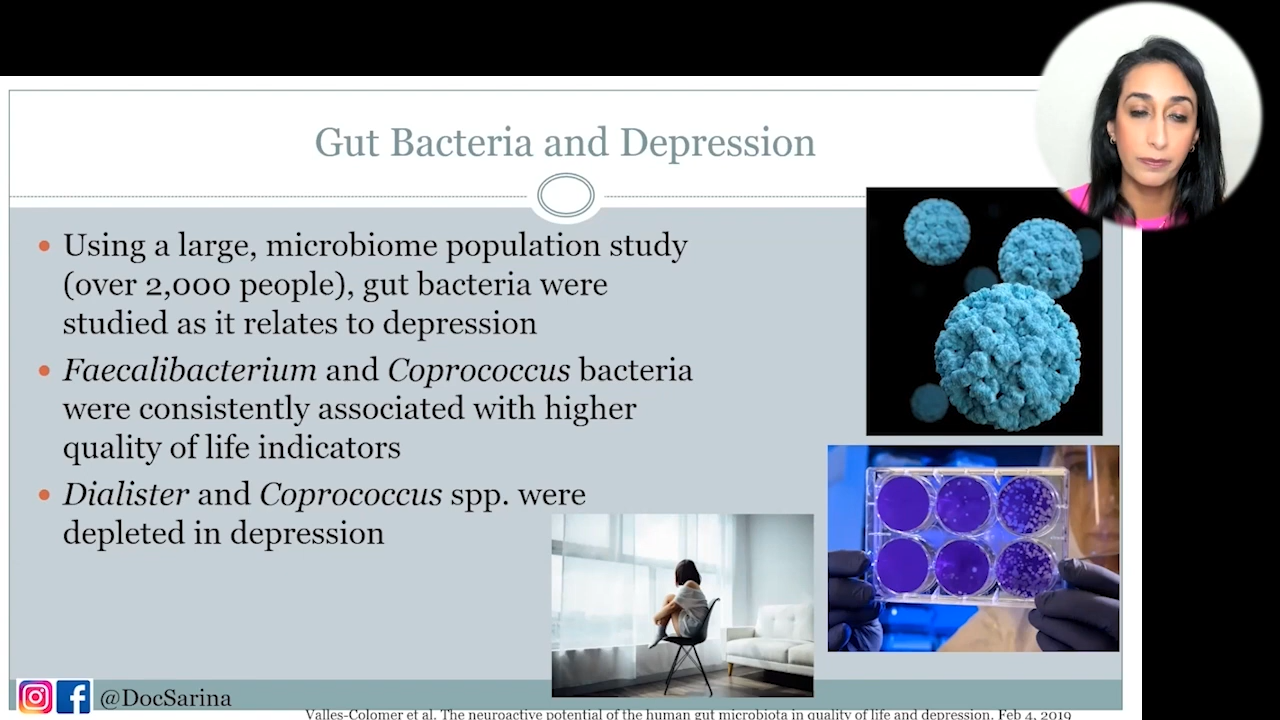 Gut Bacteria and Depression
• Using a large, microbiome population study
(over 2,000 people), gut bacteria were
studied as it relates to depression
• Faecalibacterium and Coprococcus bacteria
were consistently associated with higher
quality of life indicators
• Dialister and Coprococcus spp. were
depleted in depression
@DocSarina
Valles-Colomer et al. The neuroactive potential of the human gut microbiota in quality of life and depression. Feb 4, 2019